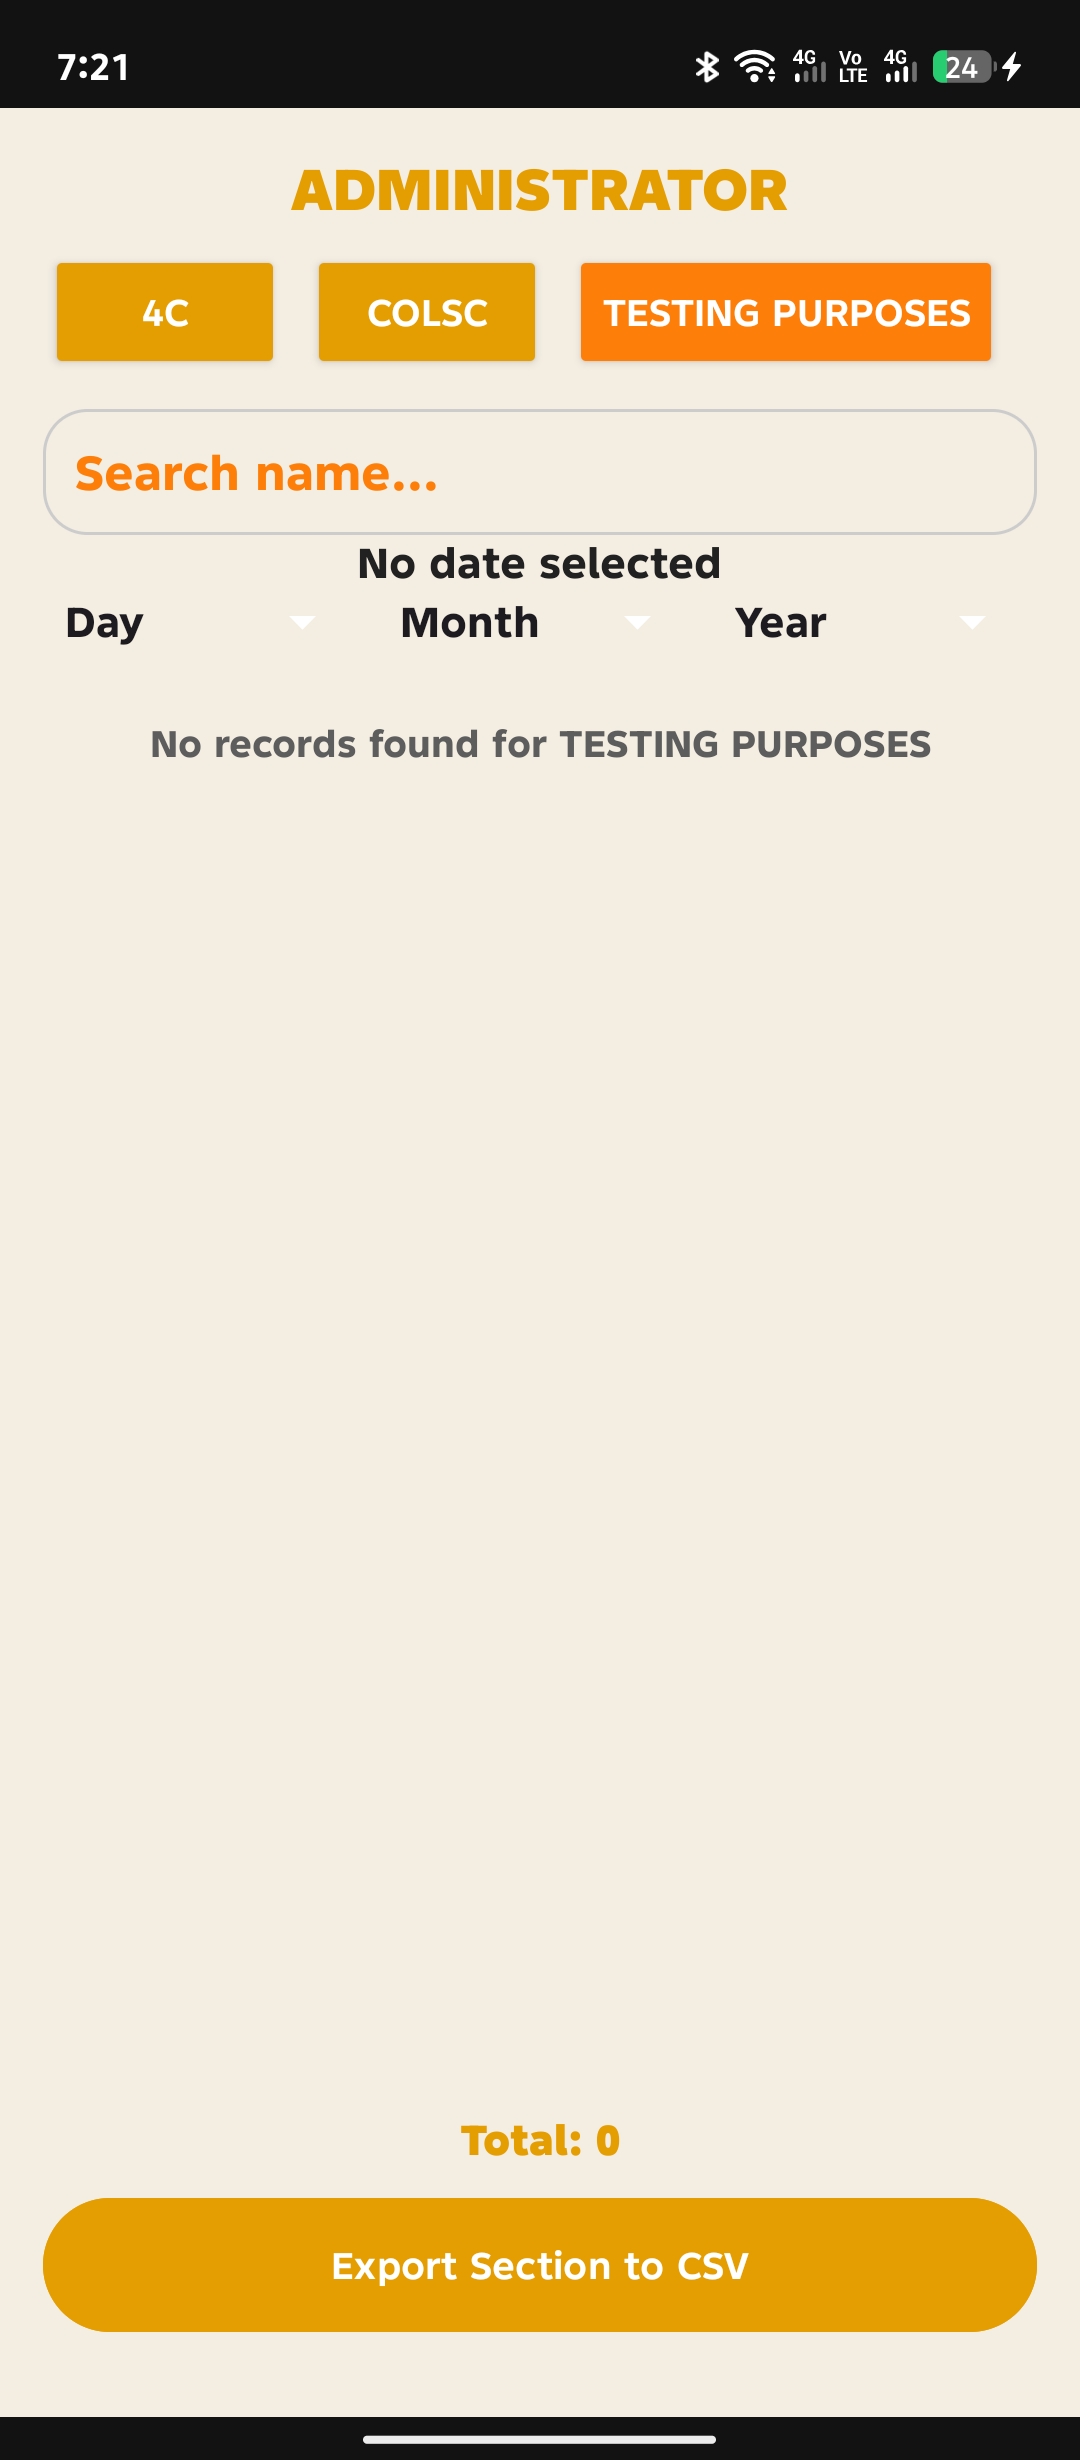 7:21 4G Vo LTE 4G 24
ADMINISTRATOR
4C COLSC TESTING PURPOSES
Search name...
No date selected
Day Month Year
No records found for TESTING PURPOSES
Total: 0
Export Section to CSV